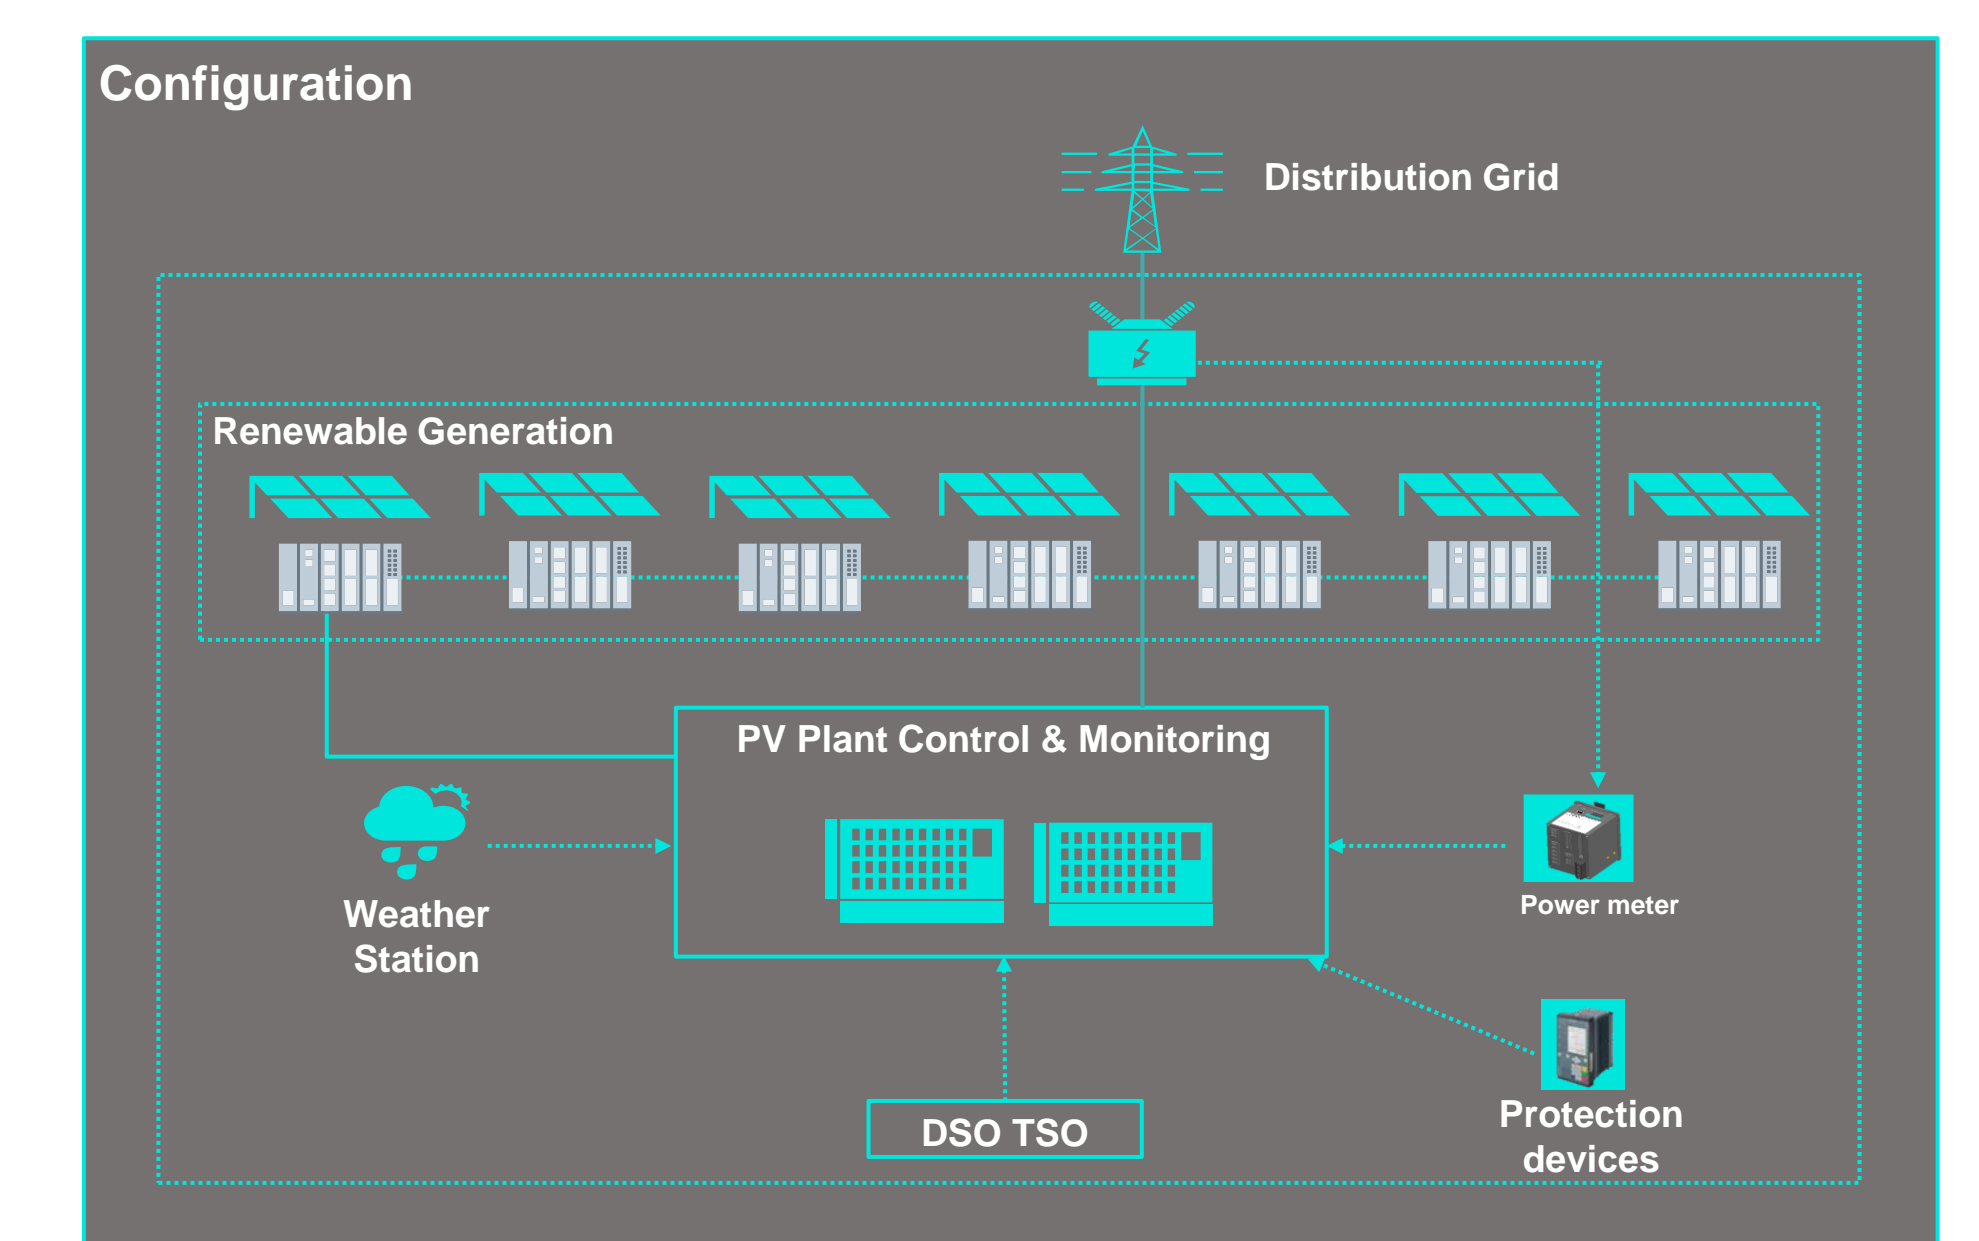 Configuration
Distribution Grid
Renewable Generation
PV Plant Control & Monitoring
Weather
Station
Power meter
DSO TSO
Protection
devices